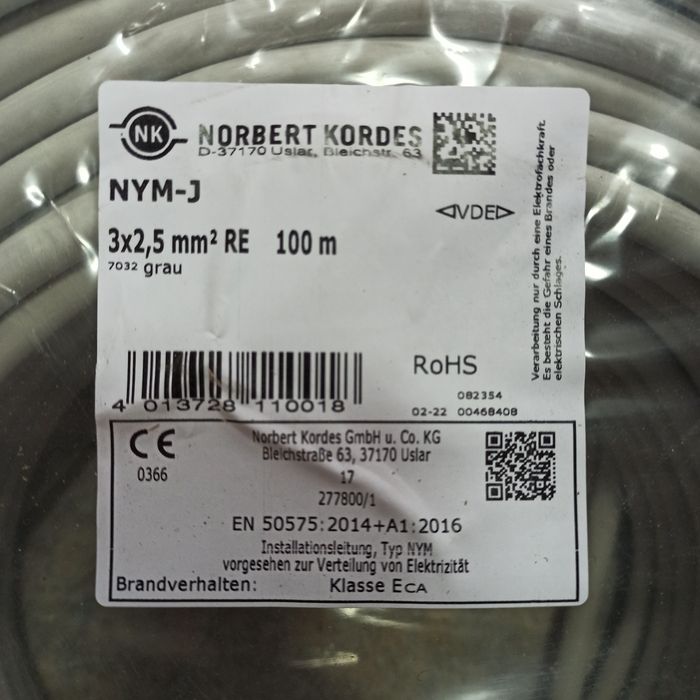 NK NORBERT KORDES
D-37170 Uslar, Bleichstr. 63
NYM-J
◁VDE▷
3x2,5 mm² RE 100 m
7032 grau
Verarbeitung nur durch eine Elektrofachkraft.
Es besteht die Gefahr eines Brandes oder
elektrischen Schlages.
RoHS
082354
02-22 00468408
4 013728 110018
CE
0366
Norbert Kordes GmbH u. Co. KG
Bleichstraße 63, 37170 Uslar
17
277800/1
EN 50575:2014+A1:2016
Installationsleitung, Typ NYM
vorgesehen zur Verteilung von Elektrizität
Brandverhalten: Klasse ECA